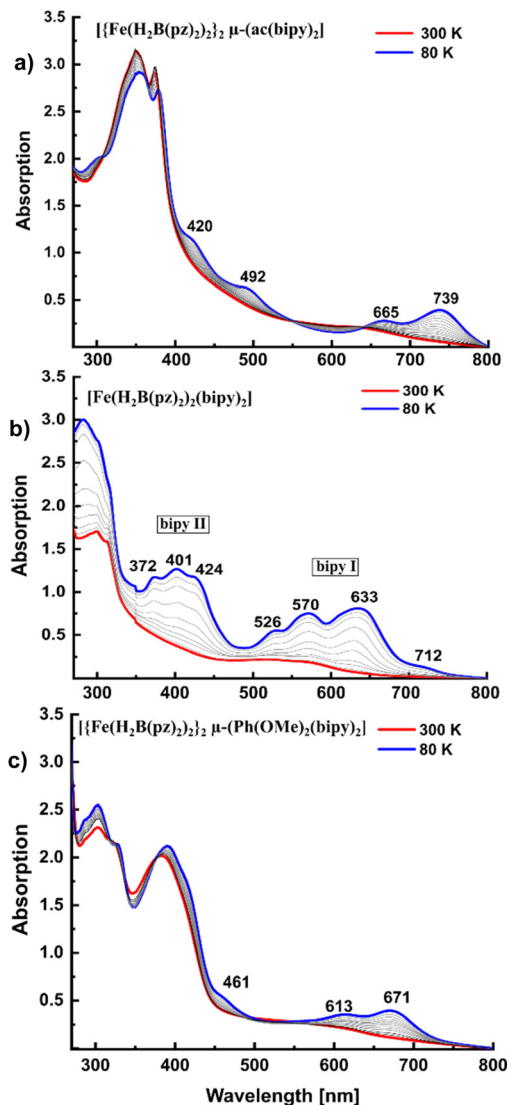 a)
[{Fe(H₂B(pz)₂)₂}₂ μ-(ac(bipy)₂]
300 K
80 K
Absorption
3.5
3.0
2.5
2.0
1.5
1.0
0.5
420
492
665
739
300 400 500 600 700 800
b)
[Fe(H₂B(pz)₂)₂(bipy)₂]
300 K
80 K
Absorption
3.5
3.0
2.5
2.0
1.5
1.0
0.5
bipy II
372
401
424
bipy I
526
570
633
712
300 400 500 600 700 800
c)
[{Fe(H₂B(pz)₂)₂}₂ μ-(Ph(OMe)₂(bipy)₂]
300 K
80 K
Absorption
3.5
3.0
2.5
2.0
1.5
1.0
0.5
461
613
671
300 400 500 600 700 800
Wavelength [nm]